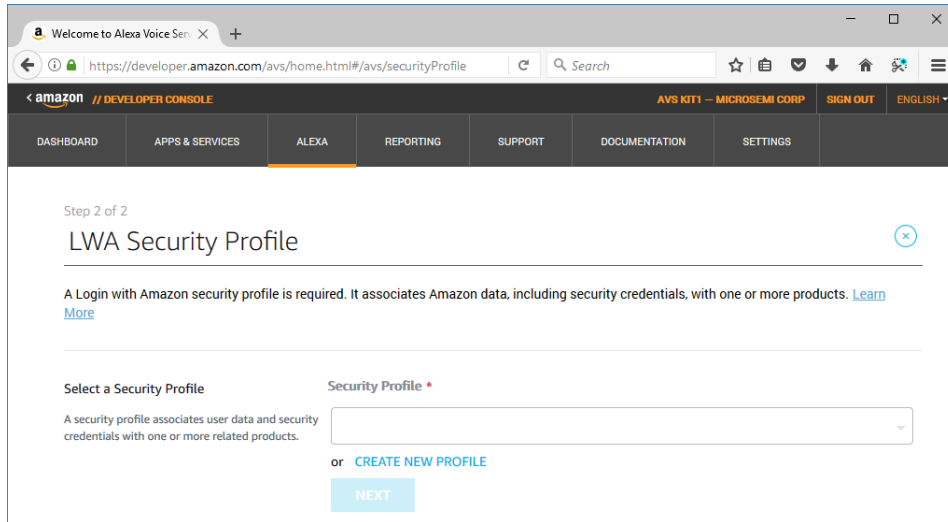 Welcome to Alexa Voice Serv
https://developer.amazon.com/avs/home.html#/avs/securityProfile
Search
amazon // DEVELOPER CONSOLE
AVS KIT1 — MICROSEMI CORP
SIGN OUT
ENGLISH
DASHBOARD
APPS & SERVICES
ALEXA
REPORTING
SUPPORT
DOCUMENTATION
SETTINGS
Step 2 of 2
LWA Security Profile
A Login with Amazon security profile is required. It associates Amazon data, including security credentials, with one or more products. Learn
More
Select a Security Profile
A security profile associates user data and security
credentials with one or more related products.
Security Profile *
or CREATE NEW PROFILE
NEXT